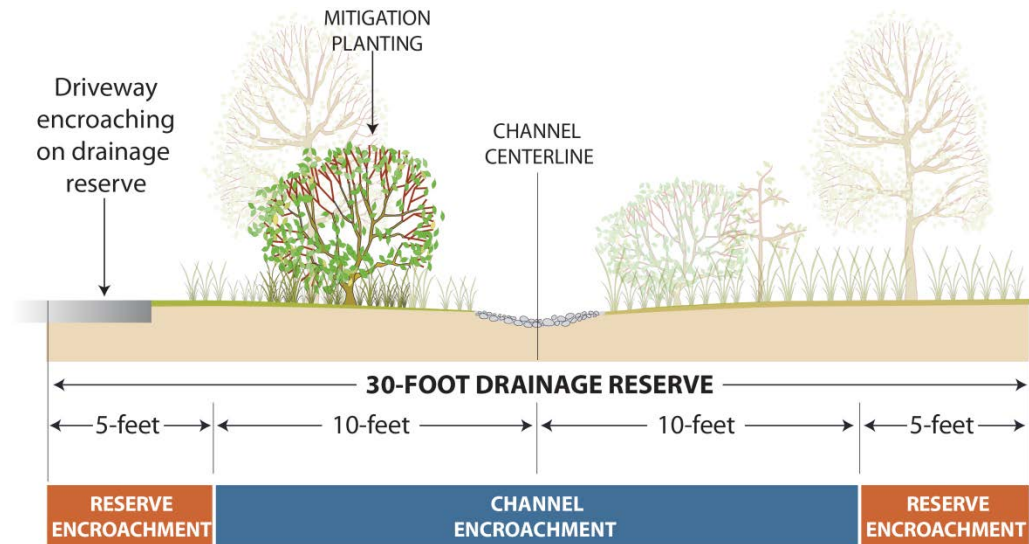 MITIGATION
PLANTING
Driveway
encroaching
on drainage
reserve
CHANNEL
CENTERLINE
30-FOOT DRAINAGE RESERVE
5-feet
10-feet
10-feet
5-feet
RESERVE
ENCROACHMENT
CHANNEL
ENCROACHMENT
RESERVE
ENCROACHMENT